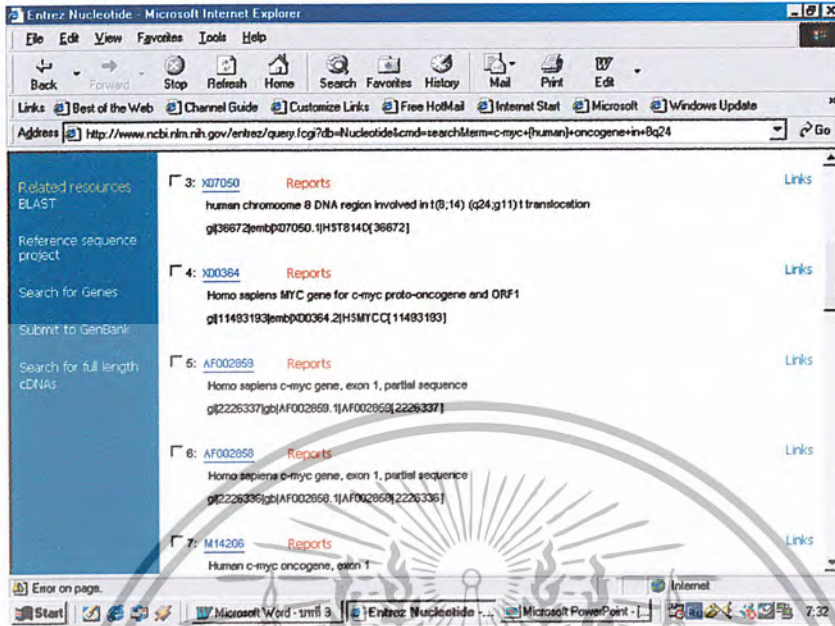 Entrez Nucleotide - Microsoft Internet Explorer
File Edit View Favorites Tools Help
Back Forward Stop Refresh Home Search Favorites History Mail Print Edit
Links Best of the Web Channel Guide Customize Links Free HotMail Internet Start Microsoft Windows Update
Address http://www.ncbi.nlm.nih.gov/entrez/query.fcgi?db=Nucleotide&cmd=search&term=c-myc+(human)+oncogene+in+8q24 Go
Related resources
BLAST
Reference sequence
project
Search for Genes
Submit to GenBank
Search for full length
cDNAs
3: X07050 Reports Links
human chromoome 8 DNA region involved in t(8;14) (q24;g11) t translocation
gi|36672|emb|X07050.1|HST814D[36672]
4: X00364 Reports Links
Homo sapiens MYC gene for c-myc proto-oncogene and ORF1
gi|11493193|emb|X00364.2|HSMYCC[11493193]
5: AF002859 Reports Links
Homo sapiens c-myc gene, exon 1, partial sequence
gi|2226337|gb|AF002859.1|AF002859[2226337]
6: AF002858 Reports Links
Homo sapiens c-myc gene, exon 1, partial sequence
gi|2226336|gb|AF002858.1|AF002858[2226336]
7: M14206 Reports Links
Human c-myc oncogene, exon 1
Error on page. Internet
Start Microsoft Word - บทที่ 3 Entrez Nucleotide -... Microsoft PowerPoint - [...] 7:32